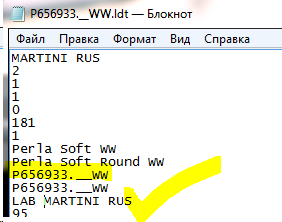 P656933.__WW.ldt — Блокнот
Файл Правка Формат Вид Справка
MARTINI RUS
2
1
1
0
181
1
Perla Soft WW
Perla Soft Round WW
P656933.__WW
P656933.__WW
LAB MARTINI RUS
95